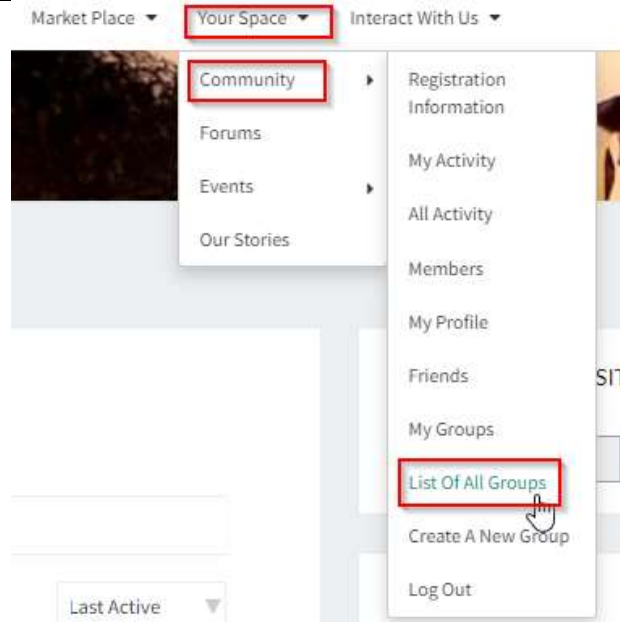 Market Place Your Space Interact With Us
Community
Forums
Events
Our Stories
Registration
Information
My Activity
All Activity
Members
My Profile
Friends
My Groups
List Of All Groups
Create A New Group
Log Out
Last Active